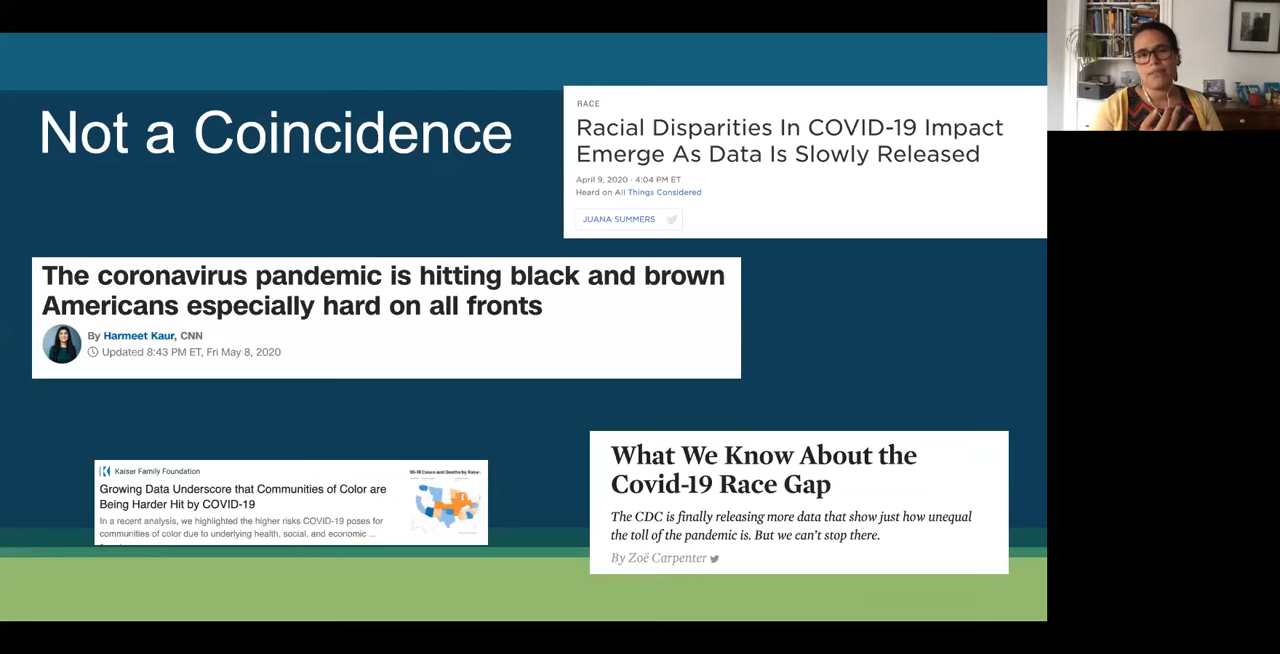 Not a Coincidence
RACE
Racial Disparities In COVID-19 Impact
Emerge As Data Is Slowly Released
April 9, 2020 · 4:04 PM ET
Heard on All Things Considered
JUANA SUMMERS
The coronavirus pandemic is hitting black and brown
Americans especially hard on all fronts
By Harmeet Kaur, CNN
Updated 8:43 PM ET, Fri May 8, 2020
Kaiser Family Foundation
Growing Data Underscore that Communities of Color are
Being Harder Hit by COVID-19
In a recent analysis, we highlighted the higher risks COVID-19 poses for
communities of color due to underlying health, social, and economic ...
Cases and Deaths by Race
What We Know About the
Covid-19 Race Gap
The CDC is finally releasing more data that show just how unequal
the toll of the pandemic is. But we can't stop there.
By Zoë Carpenter